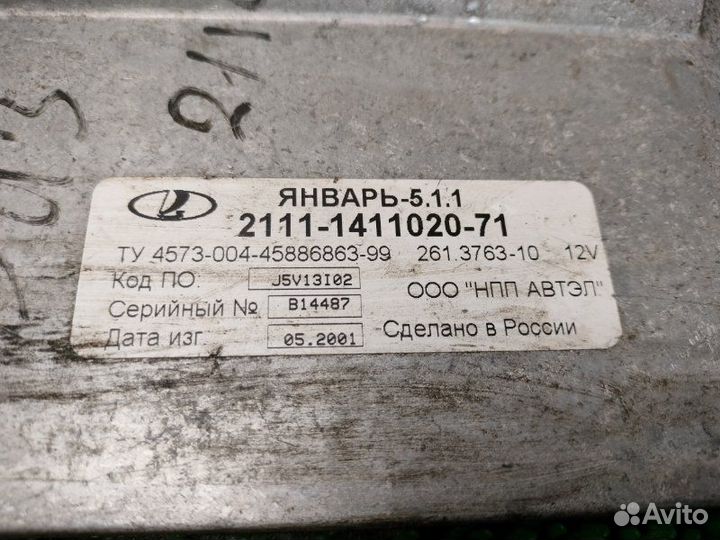 ЯНВАРЬ-5.1.1
2111-1411020-71
ТУ 4573-004-45886863-99 261.3763-10 12V
Код ПО: J5V13I02
ООО "НПП АВТЭЛ"
Серийный № B14487
Дата изг. 05.2001
Сделано в России
211
Avito